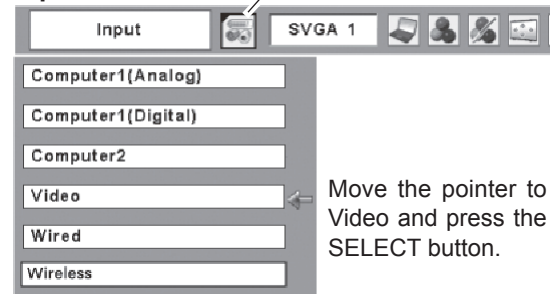 Input
SVGA 1
Computer1(Analog)
Computer1(Digital)
Computer2
Video
Wired
Wireless
Move the pointer to
Video and press the
SELECT button.